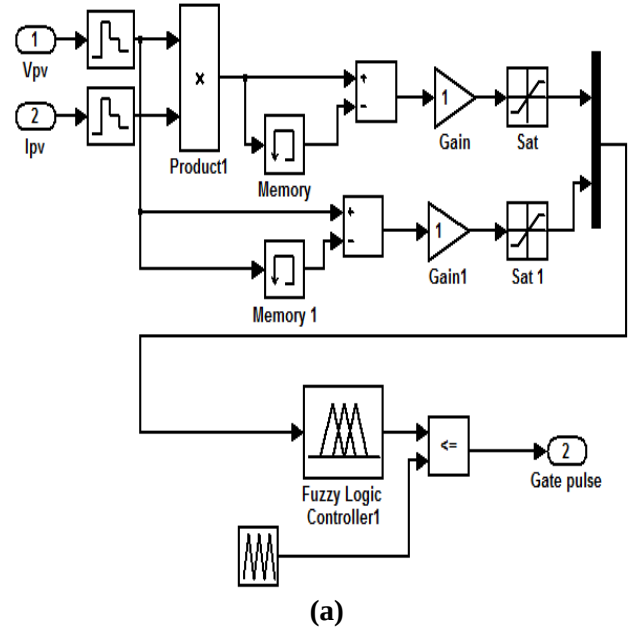 1
Vpv
2
Ipv
×
Product1
Memory
+
−
1
Gain
Sat
+
−
Memory 1
1
Gain1
Sat 1
Fuzzy Logic
Controller1
<=
2
Gate pulse
(a)